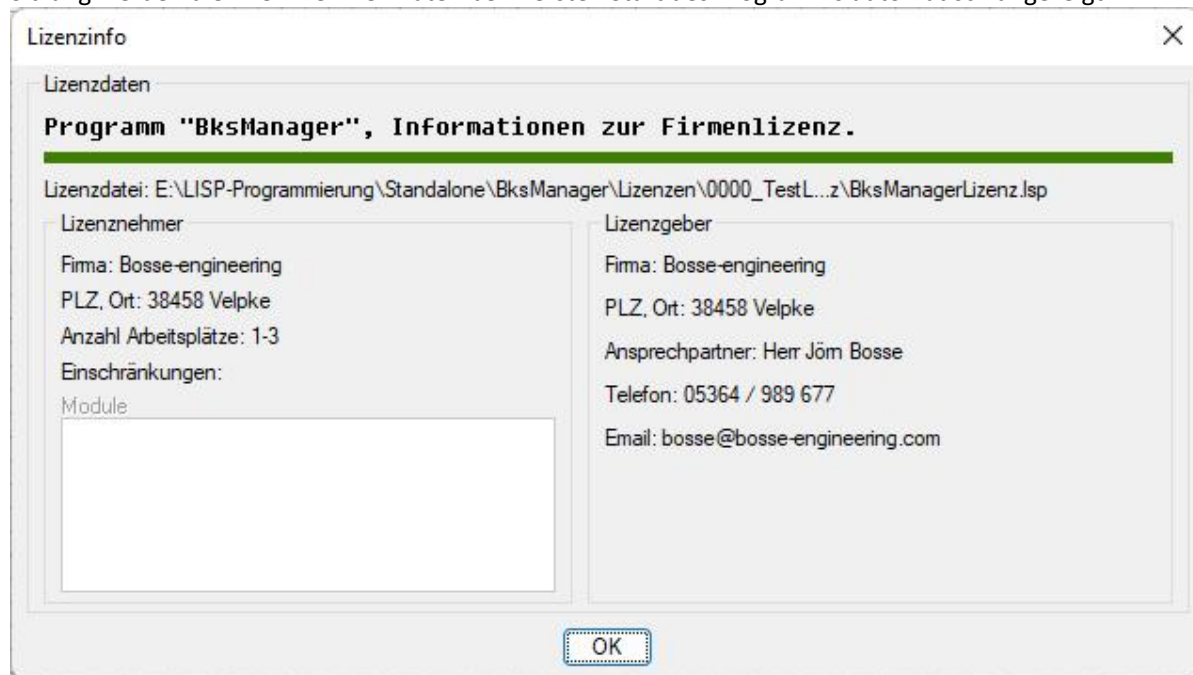 Lizenzinfo
Lizenzdaten
Programm "BksManager", Informationen zur Firmenlizenz.
Lizenzdatei: E:\LISP-Programmierung\Standalone\BksManager\Lizenzen\0000_TestL...z\BksManagerLizenz.lsp
Lizenznehmer
Firma: Bosse-engineering
PLZ, Ort: 38458 Velpke
Anzahl Arbeitsplätze: 1-3
Einschränkungen:
Module
Lizenzgeber
Firma: Bosse-engineering
PLZ, Ort: 38458 Velpke
Ansprechpartner: Herr Jörn Bosse
Telefon: 05364 / 989 677
Email: bosse@bosse-engineering.com
OK